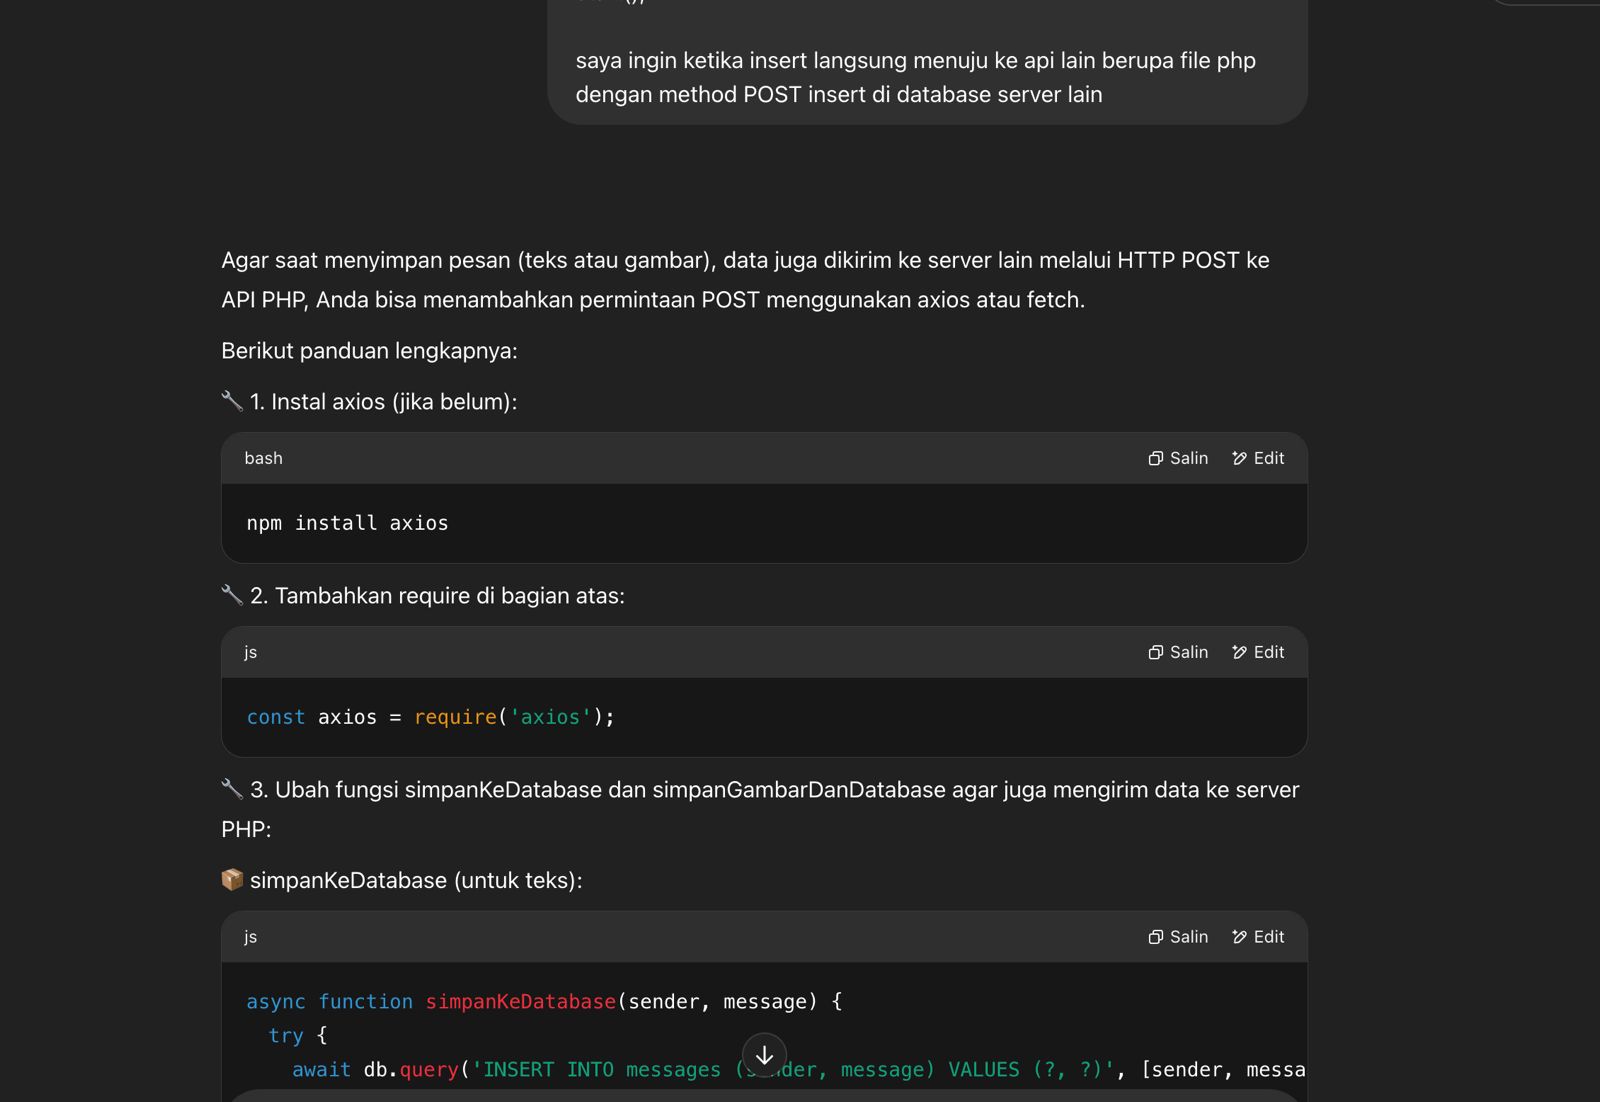 saya ingin ketika insert langsung menuju ke api lain berupa file php
dengan method POST insert di database server lain
Agar saat menyimpan pesan (teks atau gambar), data juga dikirim ke server lain melalui HTTP POST ke
API PHP, Anda bisa menambahkan permintaan POST menggunakan axios atau fetch.
Berikut panduan lengkapnya:
🔧 1. Instal axios (jika belum):
bash Salin Edit
npm install axios
🔧 2. Tambahkan require di bagian atas:
js Salin Edit
const axios = require('axios');
🔧 3. Ubah fungsi simpanKeDatabase dan simpanGambarDanDatabase agar juga mengirim data ke server
PHP:
📦 simpanKeDatabase (untuk teks):
js Salin Edit
async function simpanKeDatabase(sender, message) {
try {
await db.query('INSERT INTO messages (sender, message) VALUES (?, ?)', [sender, messa